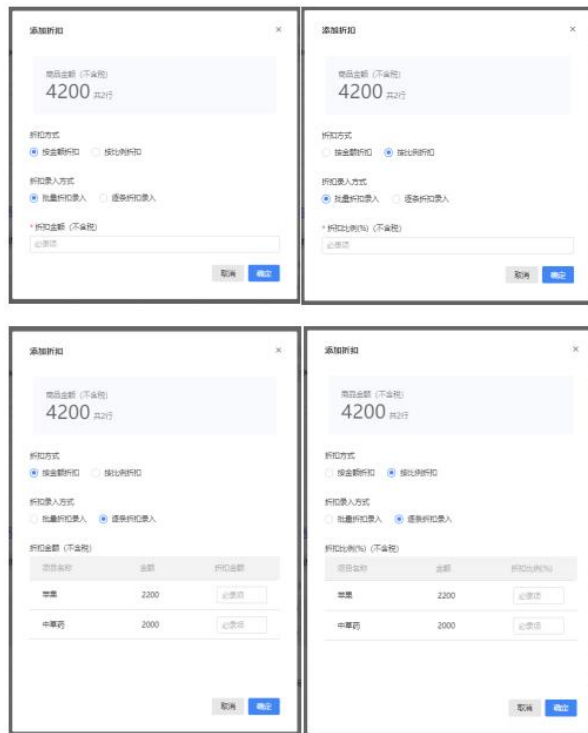 添加折扣 ×
商品金额（不含税）
4200 共2行
折扣方式
按金额折扣 按比例折扣
折扣录入方式
批量折扣录入 逐条折扣录入
* 折扣金额（不含税）
必录项
取消 确定
添加折扣 ×
商品金额（不含税）
4200 共2行
折扣方式
按金额折扣 按比例折扣
折扣录入方式
批量折扣录入 逐条折扣录入
* 折扣比例(%)（不含税）
必录项
取消 确定
添加折扣 ×
商品金额（不含税）
4200 共2行
折扣方式
按金额折扣 按比例折扣
折扣录入方式
批量折扣录入 逐条折扣录入
折扣金额（不含税）
项目名称 金额 折扣金额
苹果 2200 必录项
中草药 2000 必录项
取消 确定
添加折扣 ×
商品金额（不含税）
4200 共2行
折扣方式
按金额折扣 按比例折扣
折扣录入方式
批量折扣录入 逐条折扣录入
折扣比例(%)（不含税）
项目名称 金额 折扣比例(%)
苹果 2200 必录项
中草药 2000 必录项
取消 确定